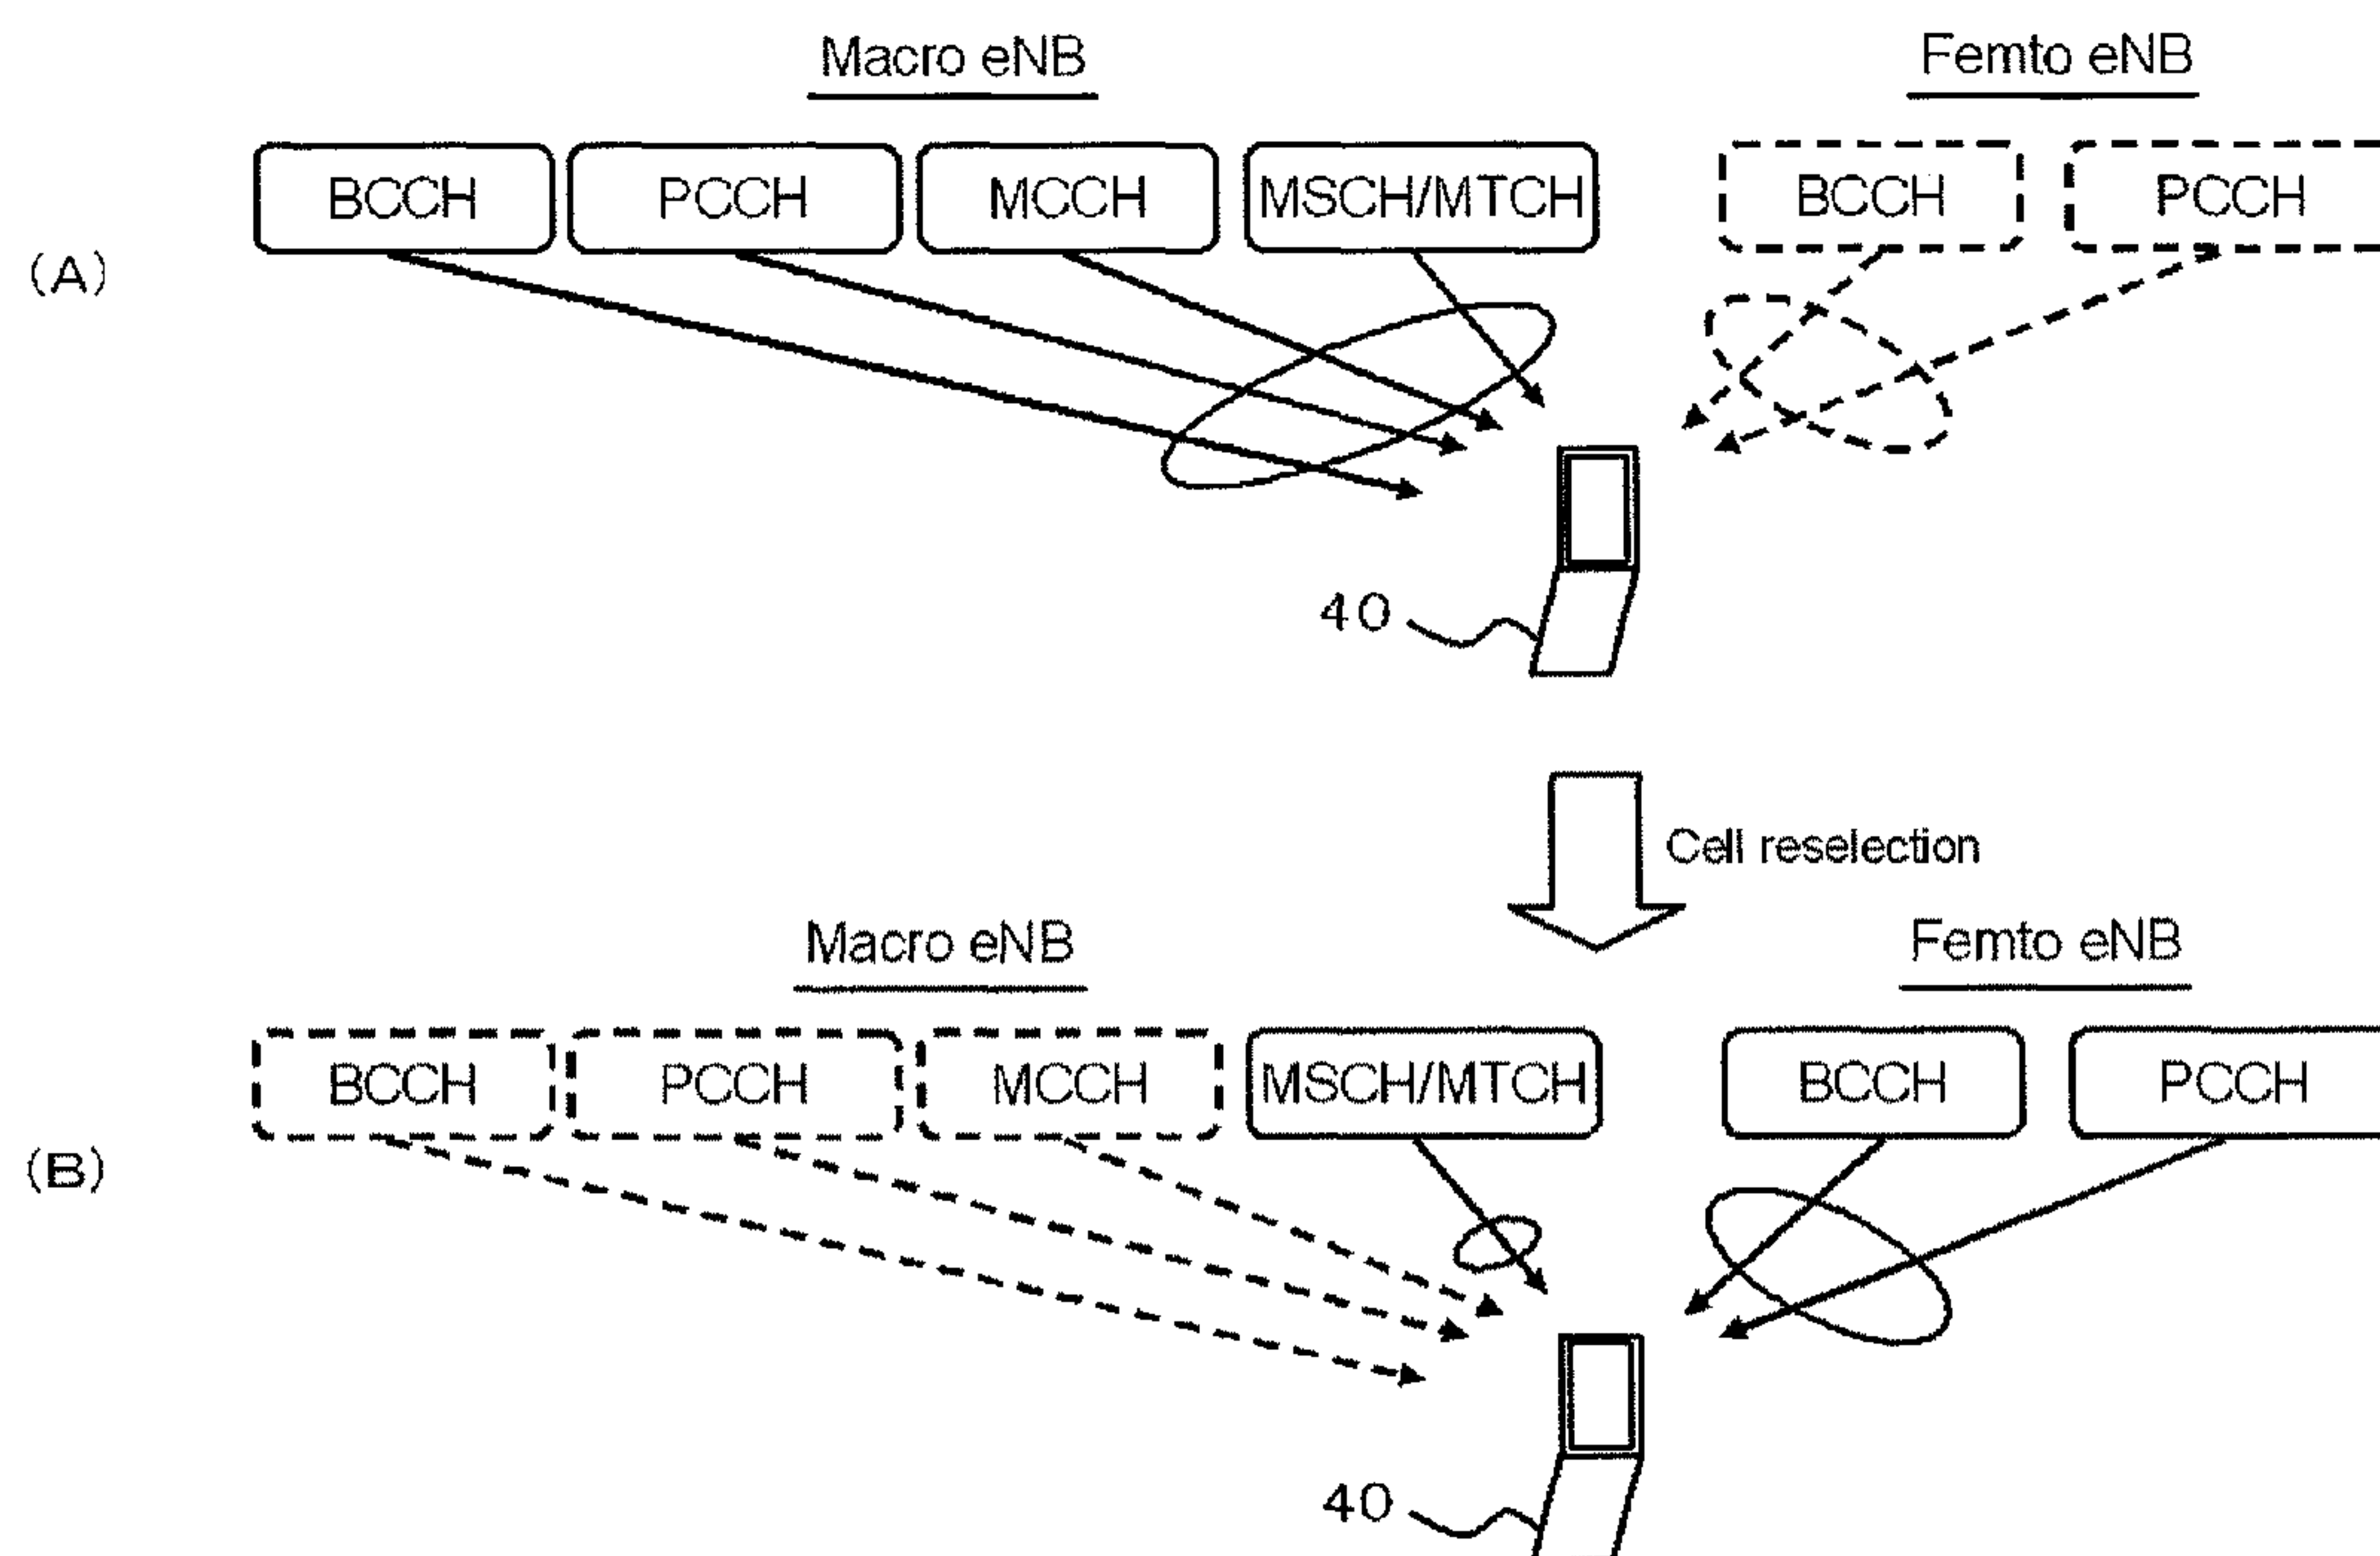 Macro eNB Femto eNB
BCCH PCCH MCCH MSCH/MTCH BCCH PCCH
(A)
40
Cell reselection
Macro eNB Femto eNB
BCCH PCCH MCCH MSCH/MTCH BCCH PCCH
(B)
40